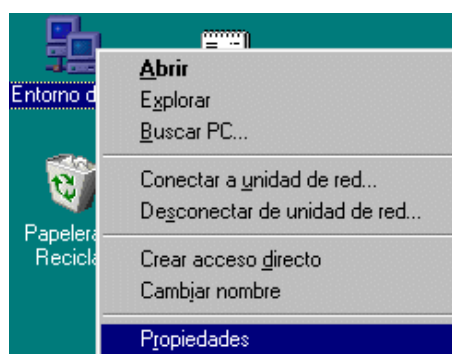 Entorno d
Abrir
Explorar
Buscar PC...
Conectar a unidad de red...
Desconectar de unidad de red...
Papelera
Recicla
Crear acceso directo
Cambiar nombre
Propiedades